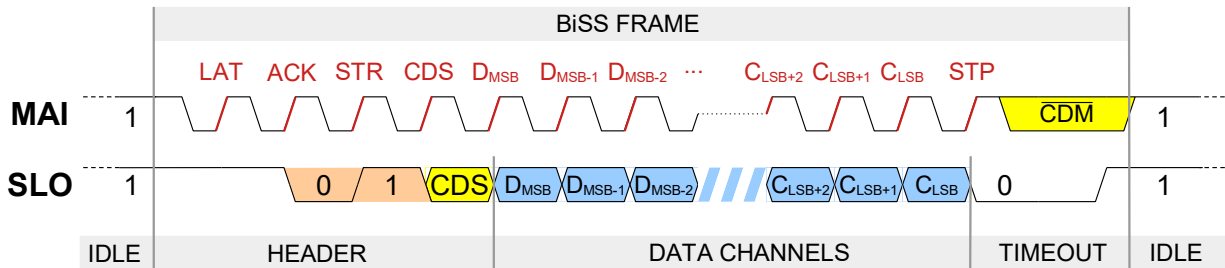 BiSS FRAME
LAT ACK STR CDS DMSB DMSB-1 DMSB-2 ... CLSB+2 CLSB+1 CLSB STP
MAI 1 CDM 1
SLO 1 0 1 CDS DMSB DMSB-1 DMSB-2 CLSB+2 CLSB+1 CLSB 0 1
IDLE HEADER DATA CHANNELS TIMEOUT IDLE